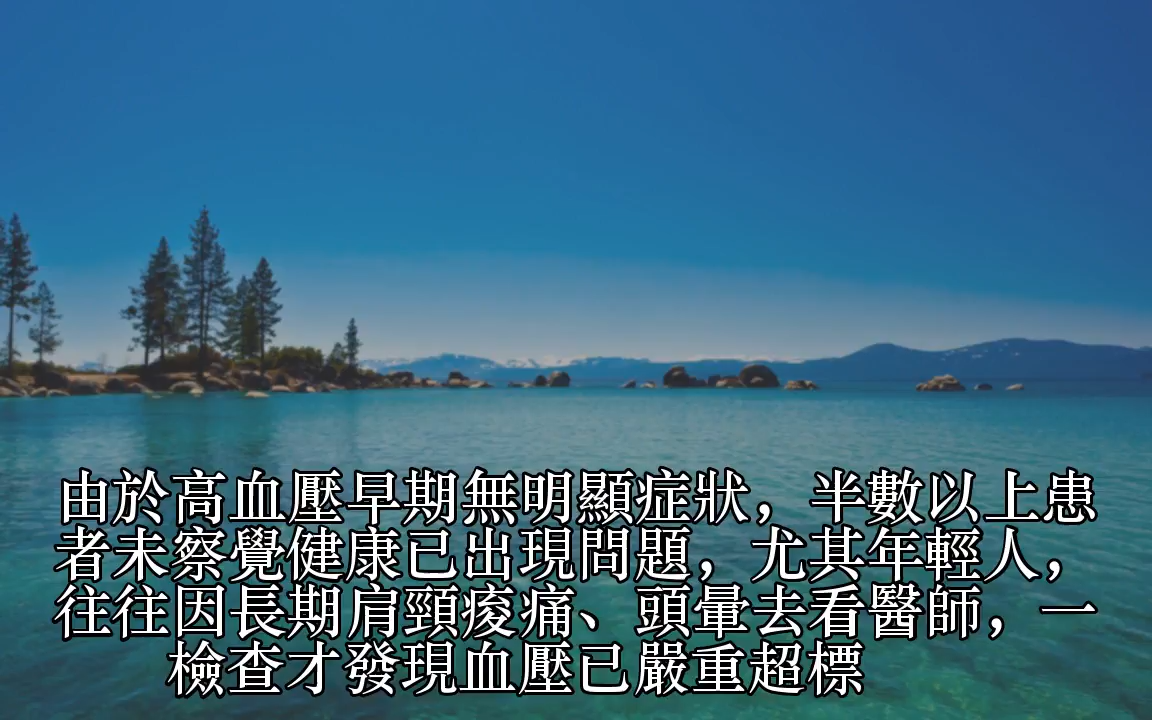 由於高血壓早期無明顯症狀，半數以上患
者未察覺健康已出現問題，尤其年輕人，
往往因長期肩頸痠痛、頭暈去看醫師，一
檢查才發現血壓已嚴重超標